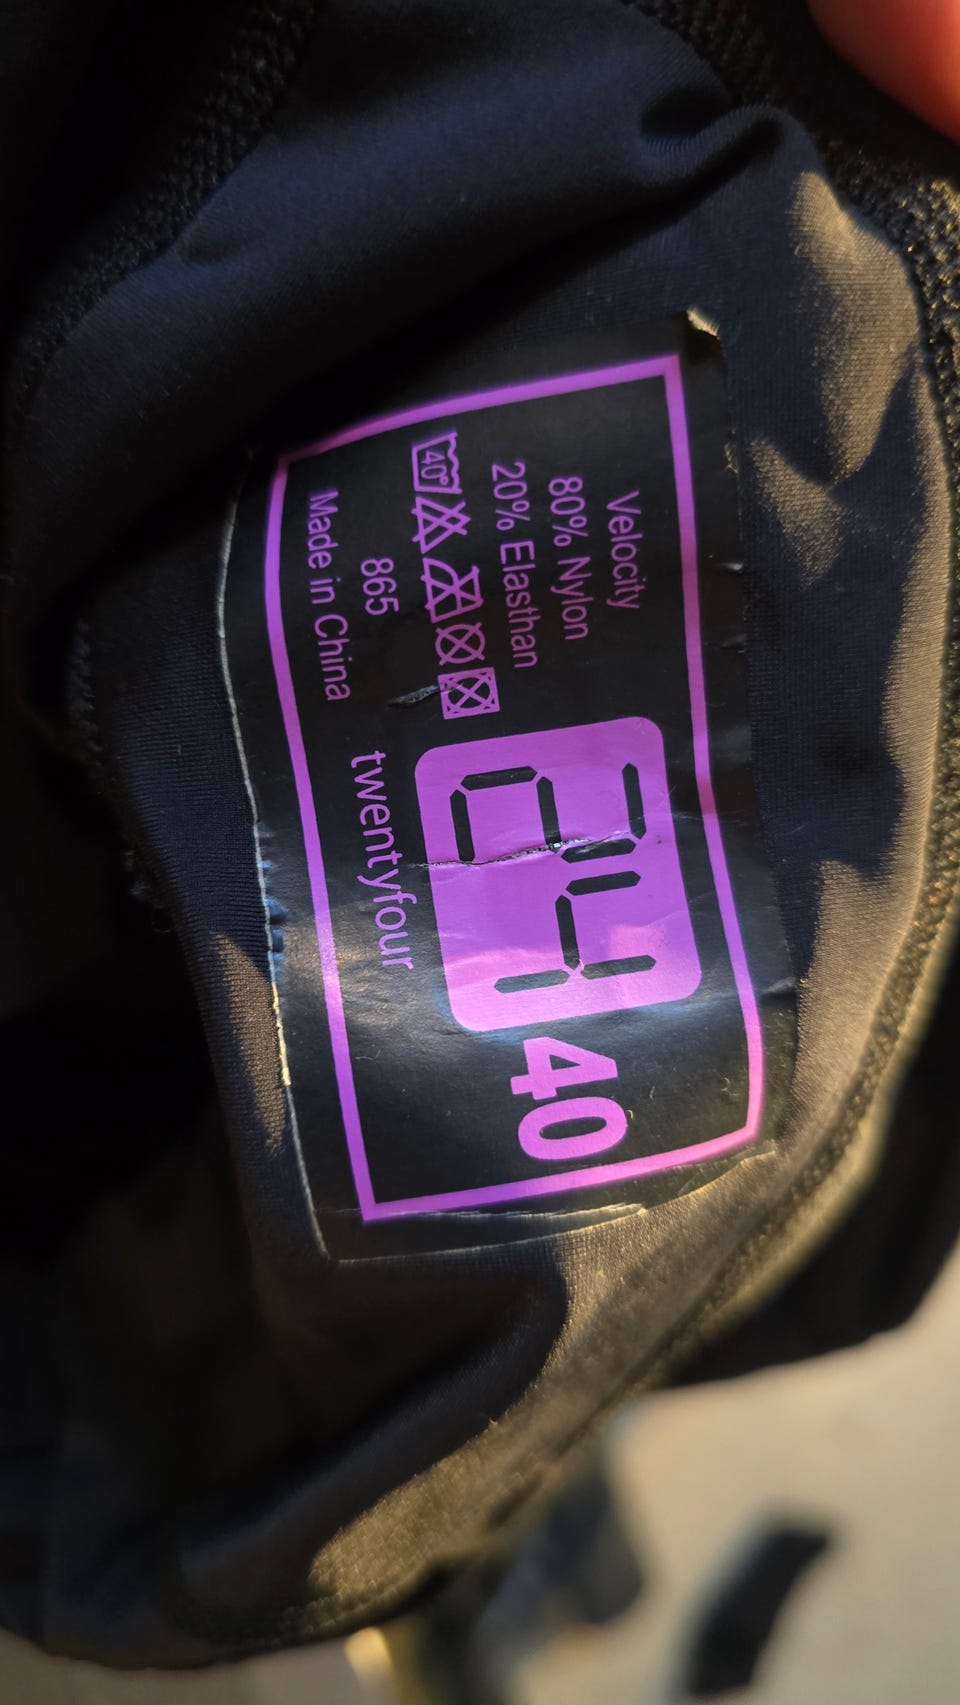 Velocity
80% Nylon
20% Elasthan
40°
865
Made in China
24
twentyfour
40